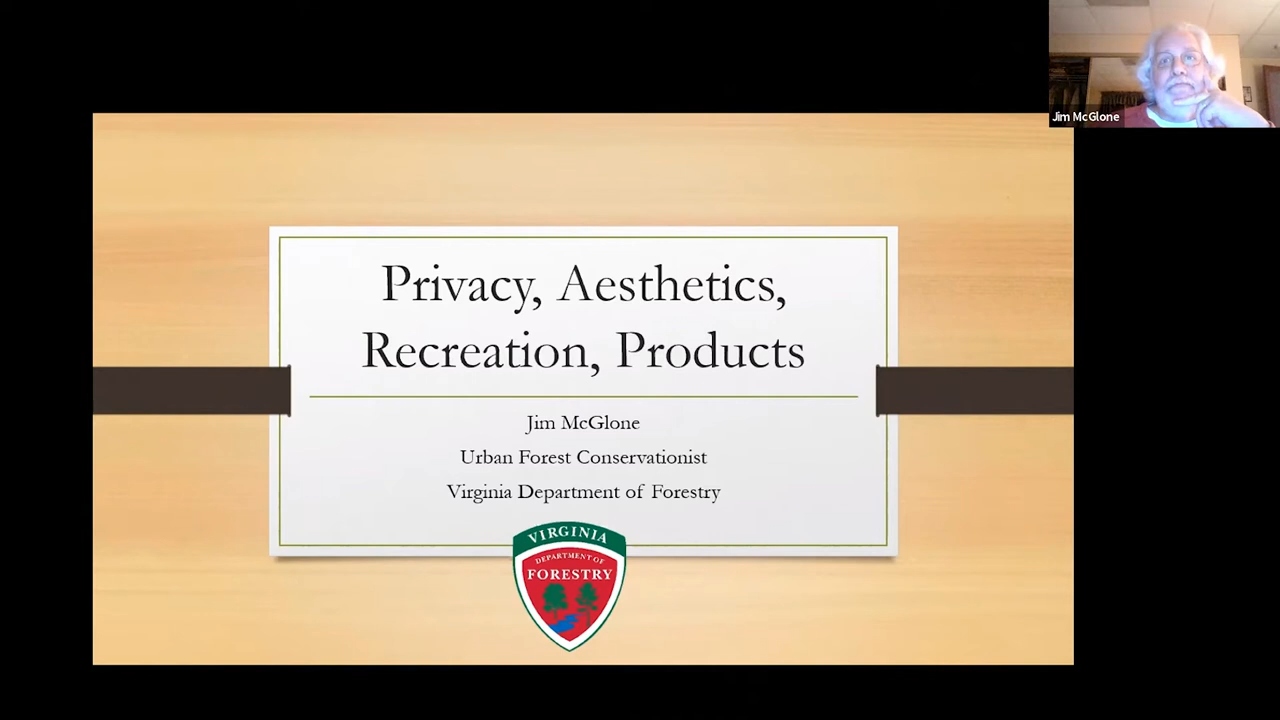 Jim McGlone
Privacy, Aesthetics,
Recreation, Products
Jim McGlone
Urban Forest Conservationist
Virginia Department of Forestry
VIRGINIA
DEPARTMENT OF
FORESTRY